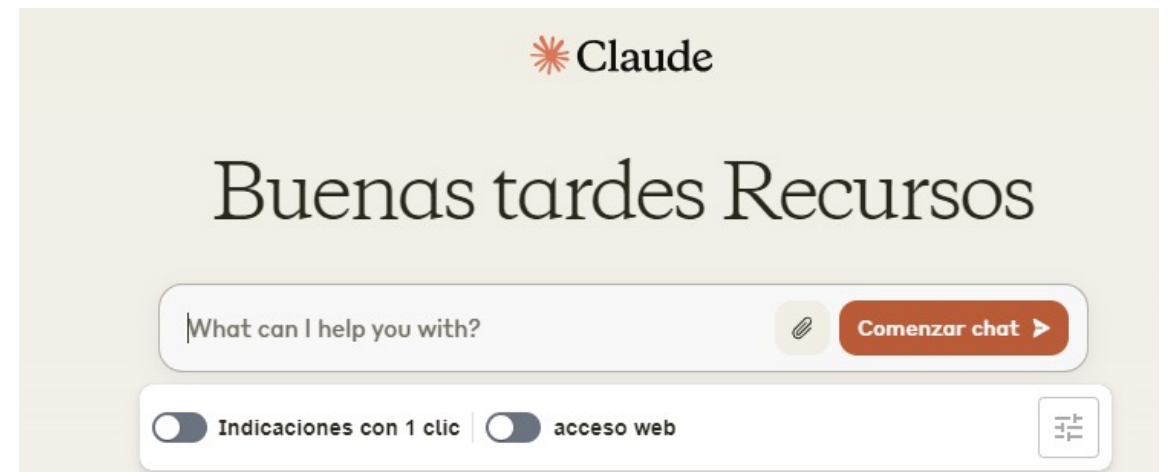 Claude
Buenas tardes Recursos
What can I help you with? Comenzar chat
Indicaciones con 1 clic acceso web